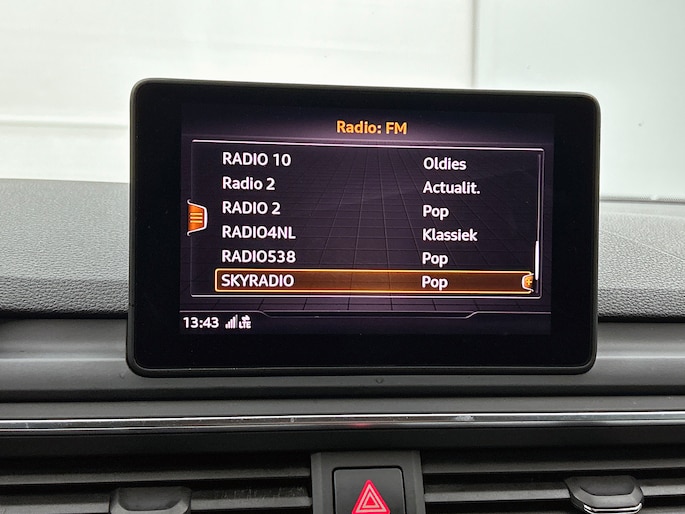 Radio: FM
RADIO 10 Oldies
Radio 2 Actualit.
RADIO 2 Pop
RADIO4NL Klassiek
RADIO538 Pop
SKYRADIO Pop
13:43 LTE